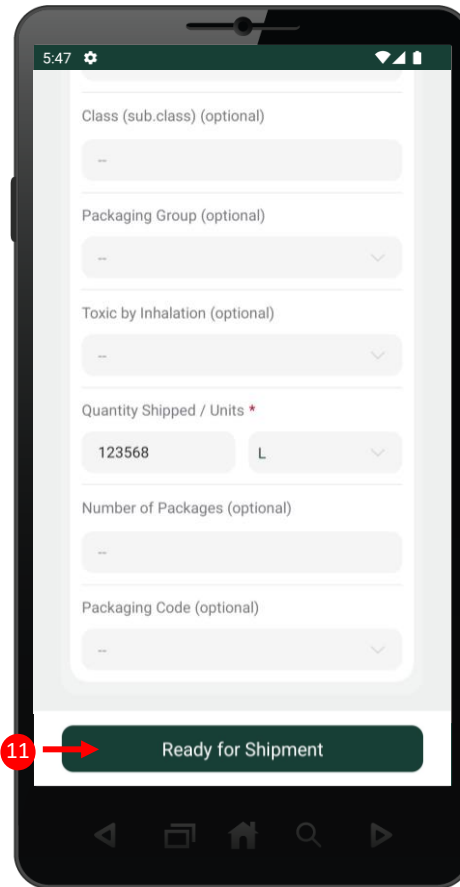 5:47
Class (sub.class) (optional)
--
Packaging Group (optional)
--
Toxic by Inhalation (optional)
--
Quantity Shipped / Units *
123568 L
Number of Packages (optional)
--
Packaging Code (optional)
--
11 Ready for Shipment